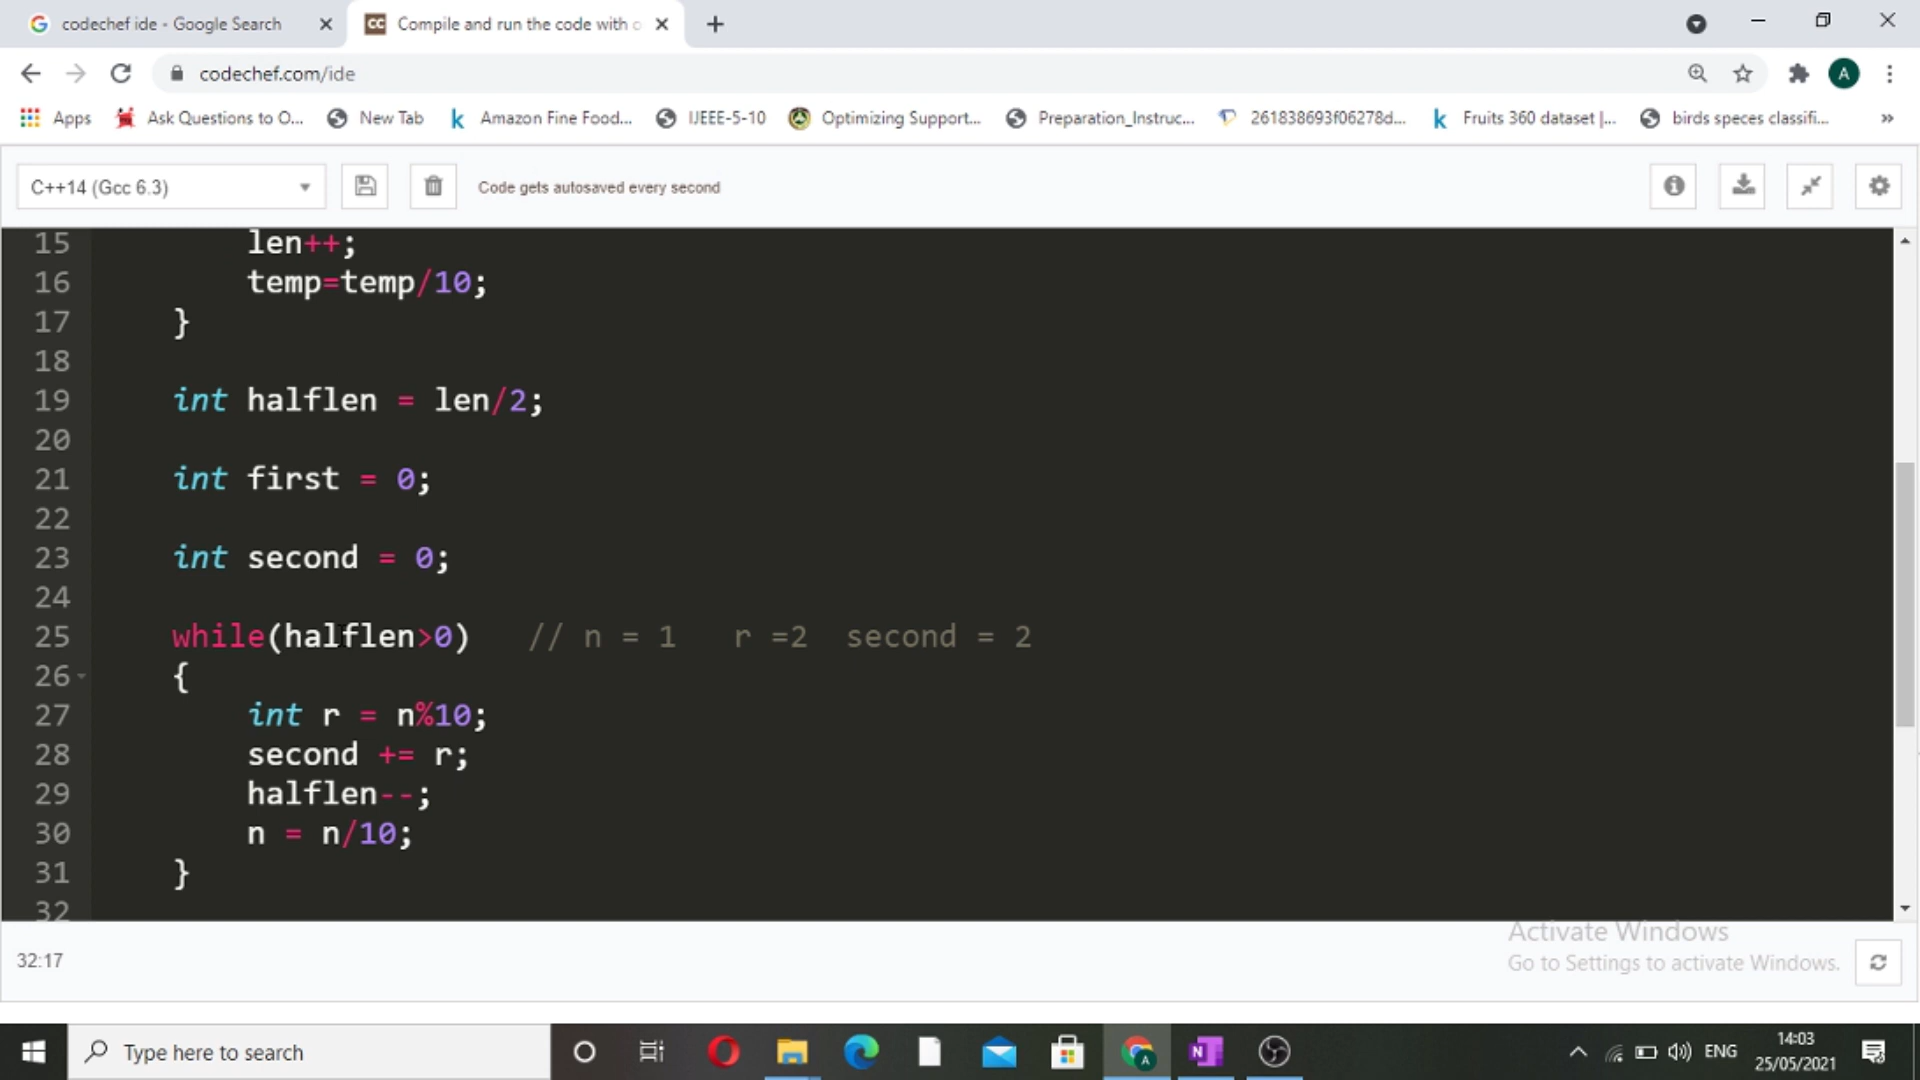 codechef ide - Google Search
Compile and run the code with o
codechef.com/ide
A
Apps
Ask Questions to O...
New Tab
Amazon Fine Food...
IJEEE-5-10
Optimizing Support...
Preparation_Instruc...
261838693f06278d...
Fruits 360 dataset |...
birds speces classifi...
»
C++14 (Gcc 6.3)
Code gets autosaved every second
15 len++;
16 temp=temp/10;
17 }
18
19 int halflen = len/2;
20
21 int first = 0;
22
23 int second = 0;
24
25 while(halflen>0) // n = 1 r =2 second = 2
26 {
27 int r = n%10;
28 second += r;
29 halflen--;
30 n = n/10;
31 }
32
Activate Windows
Go to Settings to activate Windows.
32:17
Type here to search
ENG
14:03
25/05/2021